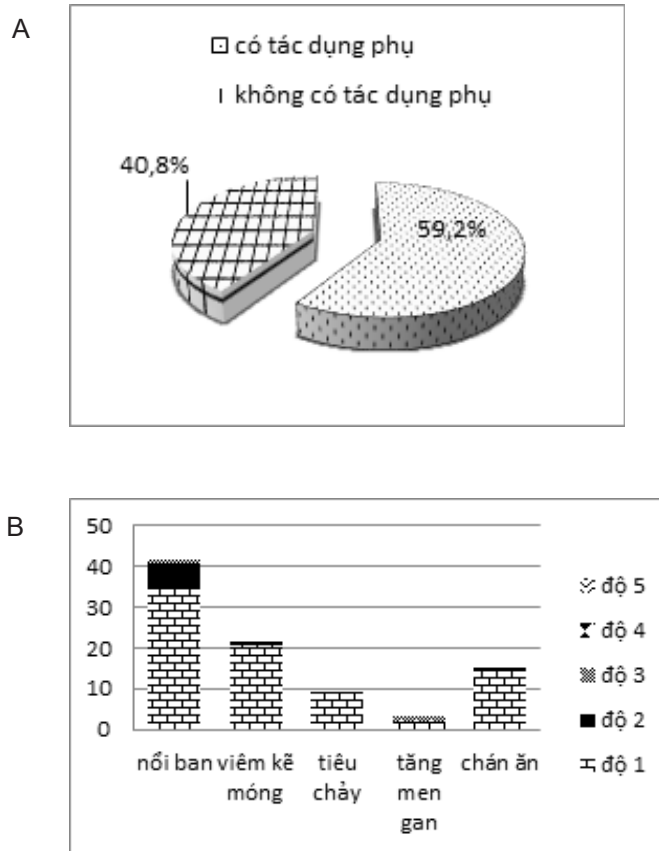 A
có tác dụng phụ
không có tác dụng phụ
40,8%
59,2%
B
50
40
30
20
10
0
nổi ban
viêm kẽ
móng
tiêu
chảy
tăng
men
gan
chán ăn
độ 5
độ 4
độ 3
độ 2
độ 1